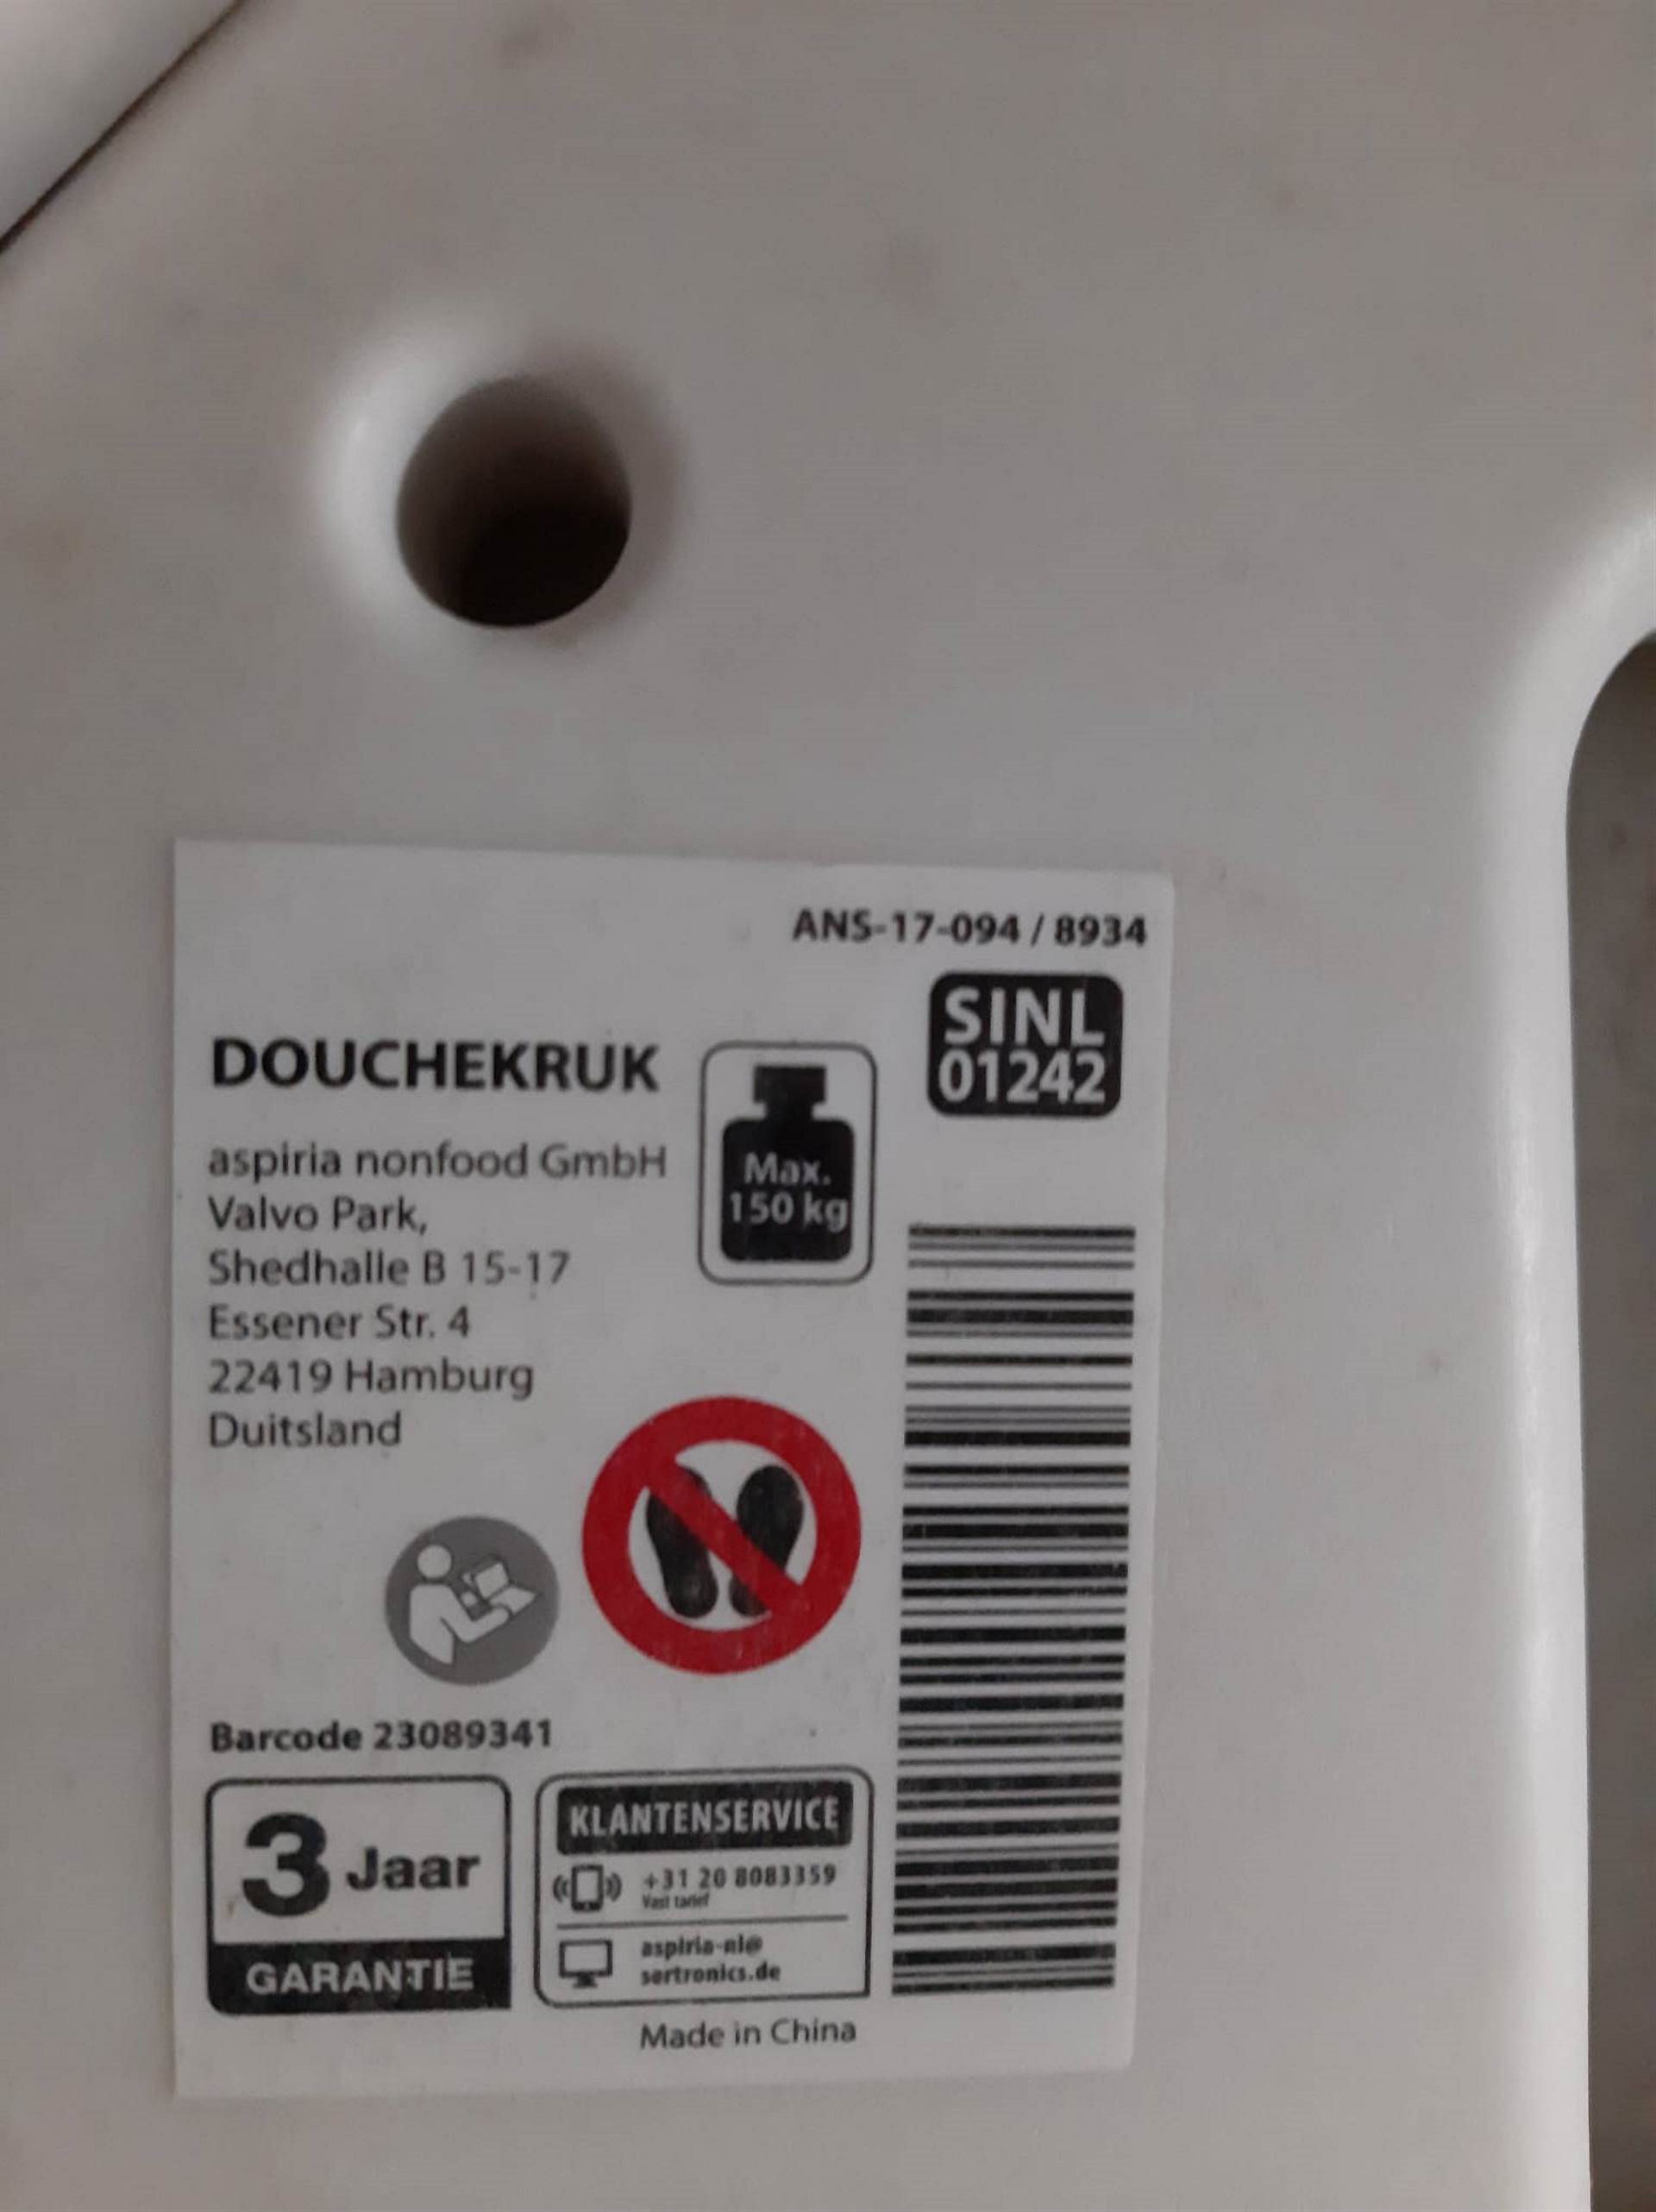 ANS-17-094 / 8934
SINL
01242
DOUCHEKRUK
Max.
150 kg
aspiria nonfood GmbH
Valvo Park,
Shedhalle B 15-17
Essener Str. 4
22419 Hamburg
Duitsland
Barcode 23089341
3 Jaar
GARANTIE
KLANTENSERVICE
+31 20 8083359
Vast tarief
aspiria-nl@
sertronics.de
Made in China